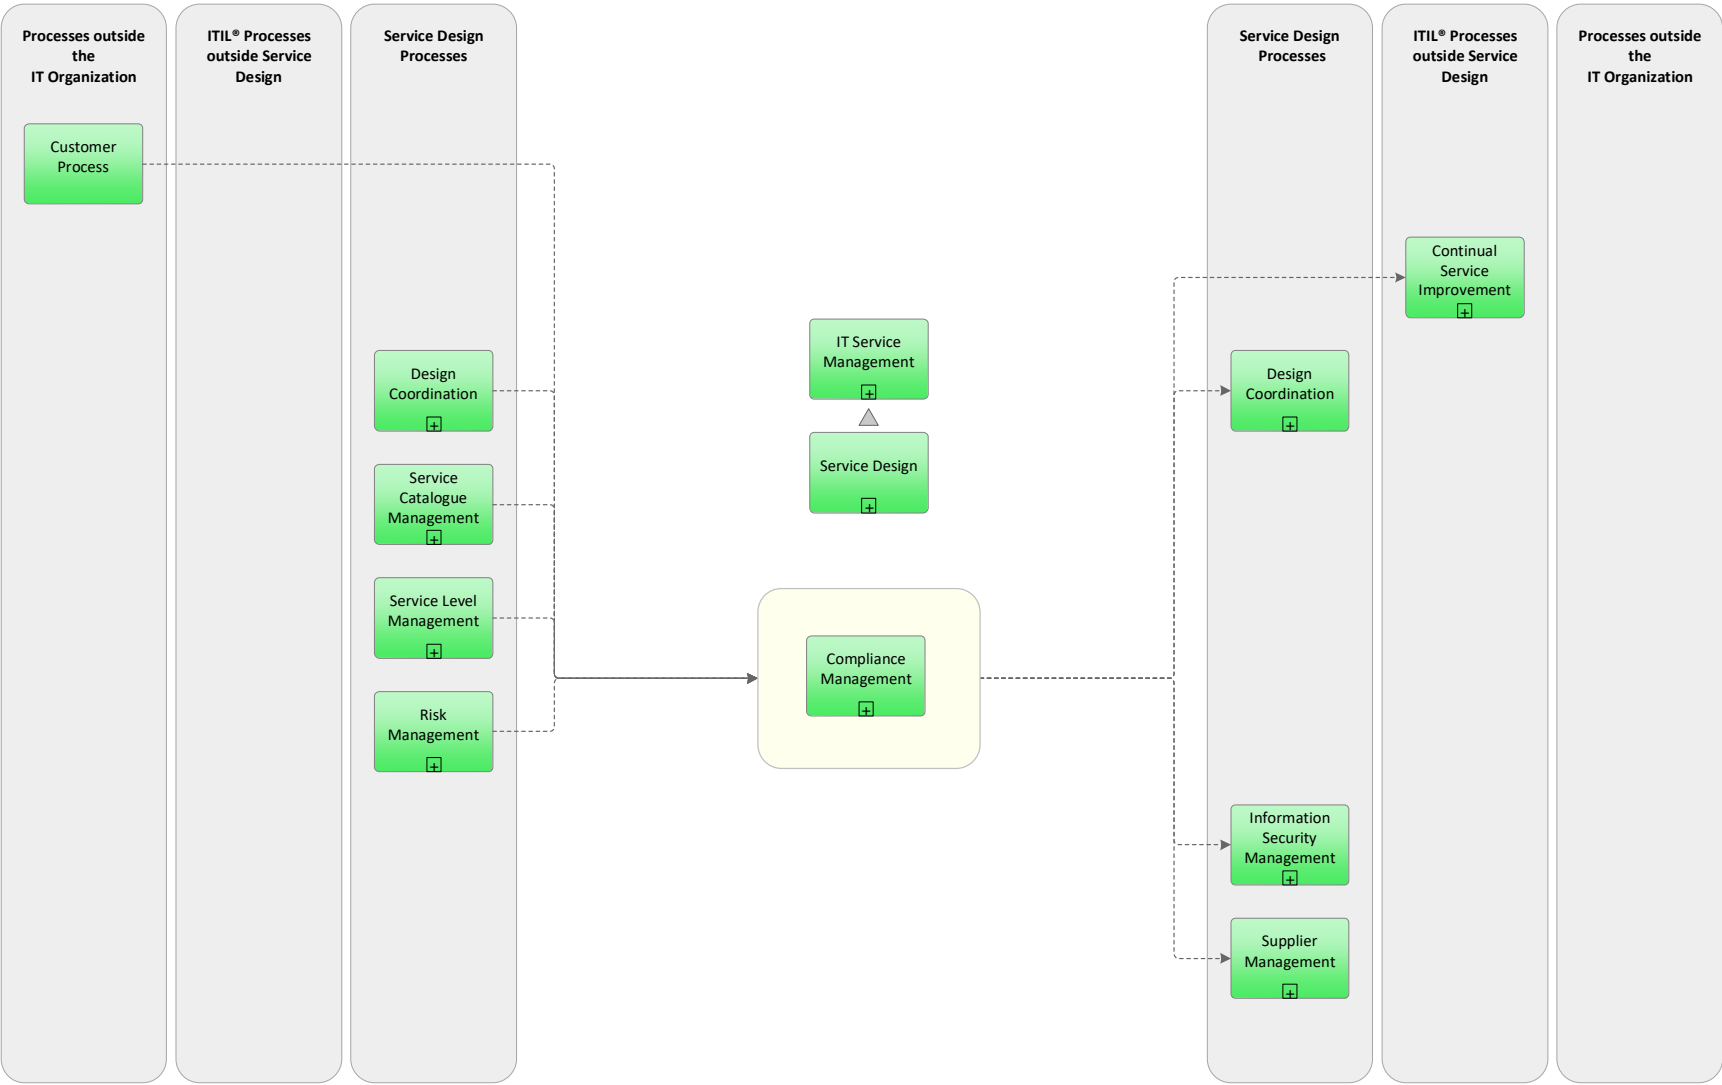 Processes outside
the
IT Organization
ITIL® Processes
outside Service
Design
Service Design
Processes
Service Design
Processes
ITIL® Processes
outside Service
Design
Processes outside
the
IT Organization
Customer
Process
Design
Coordination
Service
Catalogue
Management
Service Level
Management
Risk
Management
IT Service
Management
Service Design
Compliance
Management
Continual
Service
Improvement
Design
Coordination
Information
Security
Management
Supplier
Management